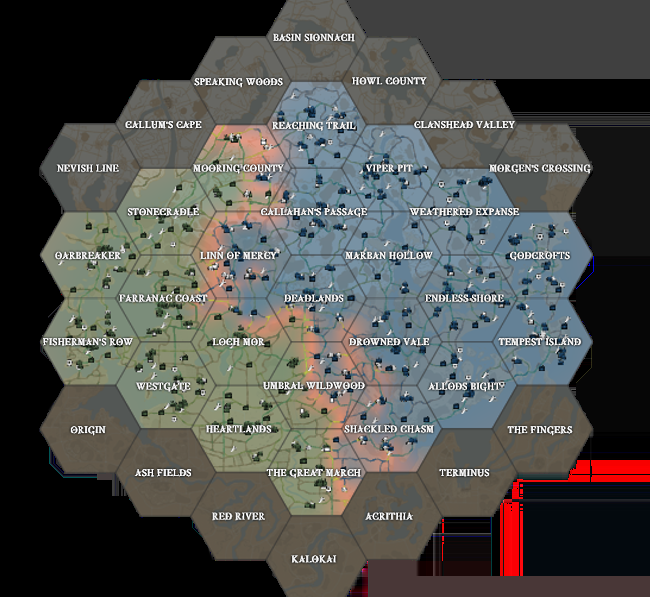 BASIN SIONNACH
SPEAKING WOODS
HOWL COUNTY
CALLUM'S CAPE
REACHING TRAIL
CLANSHEAD VALLEY
NEVISH LINE
MOORING COUNTY
VIPER PIT
MORGEN'S CROSSING
STONECRADLE
CALLAHAN'S PASSAGE
WEATHERED EXPANSE
OARBREAKER
LINN OF MERCY
MARBAN HOLLOW
GODCROFTS
FARRANAC COAST
DEADLANDS
ENDLESS SHORE
FISHERMAN'S ROW
LOCH MOR
DROWNED VALE
TEMPEST ISLAND
WESTGATE
UMBRAL WILDWOOD
ALLODS BIGHT
ORIGIN
HEARTLANDS
SHACKLED CHASM
THE FINGERS
ASH FIELDS
THE GREAT MARCH
TERMINUS
RED RIVER
ACRITHIA
KALOKAI